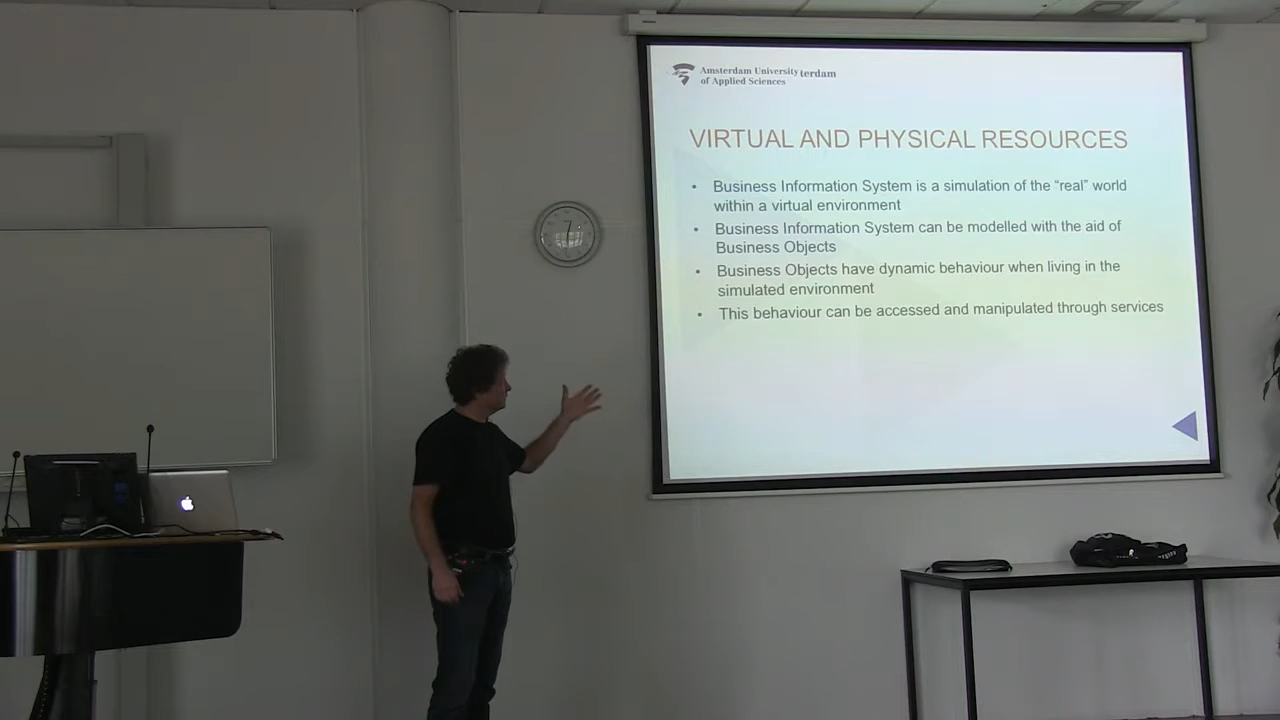 Amsterdam University terdam
of Applied Sciences
VIRTUAL AND PHYSICAL RESOURCES
• Business Information System is a simulation of the “real” world
within a virtual environment
• Business Information System can be modelled with the aid of
Business Objects
• Business Objects have dynamic behaviour when living in the
simulated environment
• This behaviour can be accessed and manipulated through services